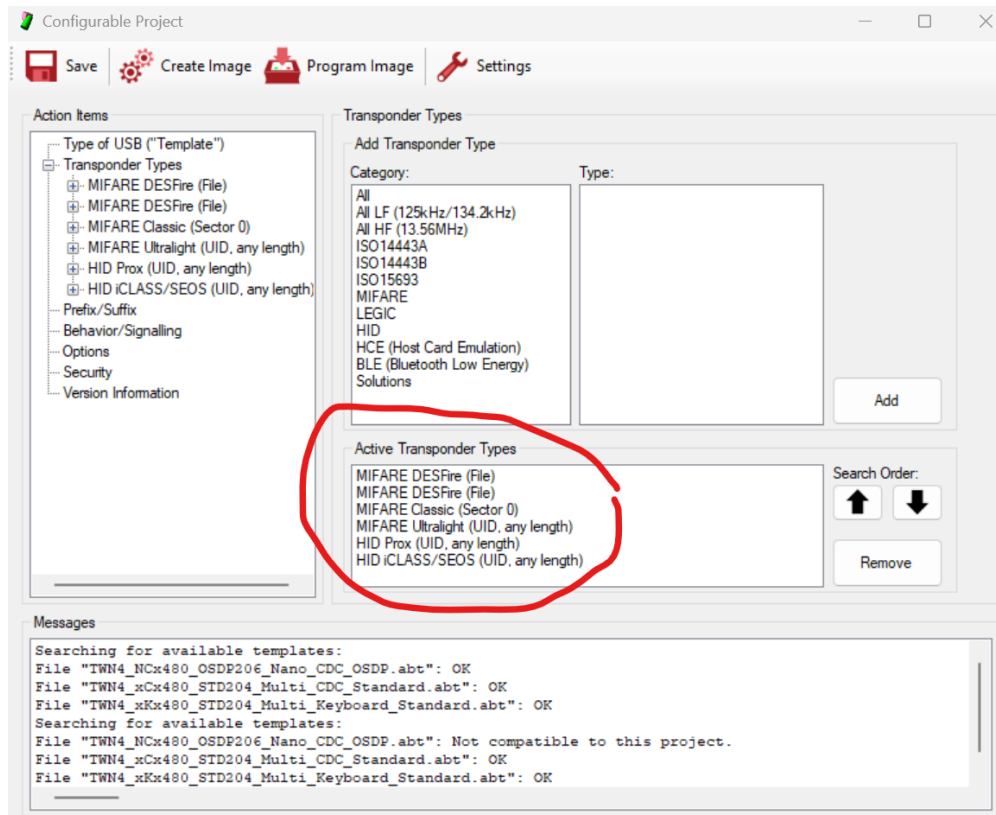 Configurable Project
Save
Create Image
Program Image
Settings
Action Items
Type of USB ("Template")
Transponder Types
MIFARE DESFire (File)
MIFARE DESFire (File)
MIFARE Classic (Sector 0)
MIFARE Ultralight (UID, any length)
HID Prox (UID, any length)
HID iCLASS/SEOS (UID, any length)
Prefix/Suffix
Behavior/Signalling
Options
Security
Version Information
Transponder Types
Add Transponder Type
Category:
All
All LF (125kHz/134.2kHz)
All HF (13.56MHz)
ISO14443A
ISO14443B
ISO15693
MIFARE
LEGIC
HID
HCE (Host Card Emulation)
BLE (Bluetooth Low Energy)
Solutions
Type:
Add
Active Transponder Types
MIFARE DESFire (File)
MIFARE DESFire (File)
MIFARE Classic (Sector 0)
MIFARE Ultralight (UID, any length)
HID Prox (UID, any length)
HID iCLASS/SEOS (UID, any length)
Search Order:
Remove
Messages
Searching for available templates:
File "TWN4_NCx480_OSDP206_Nano_CDC_OSDP.abt": OK
File "TWN4_xCx480_STD204_Multi_CDC_Standard.abt": OK
File "TWN4_xKx480_STD204_Multi_Keyboard_Standard.abt": OK
Searching for available templates:
File "TWN4_NCx480_OSDP206_Nano_CDC_OSDP.abt": Not compatible to this project.
File "TWN4_xCx480_STD204_Multi_CDC_Standard.abt": OK
File "TWN4_xKx480_STD204_Multi_Keyboard_Standard.abt": OK